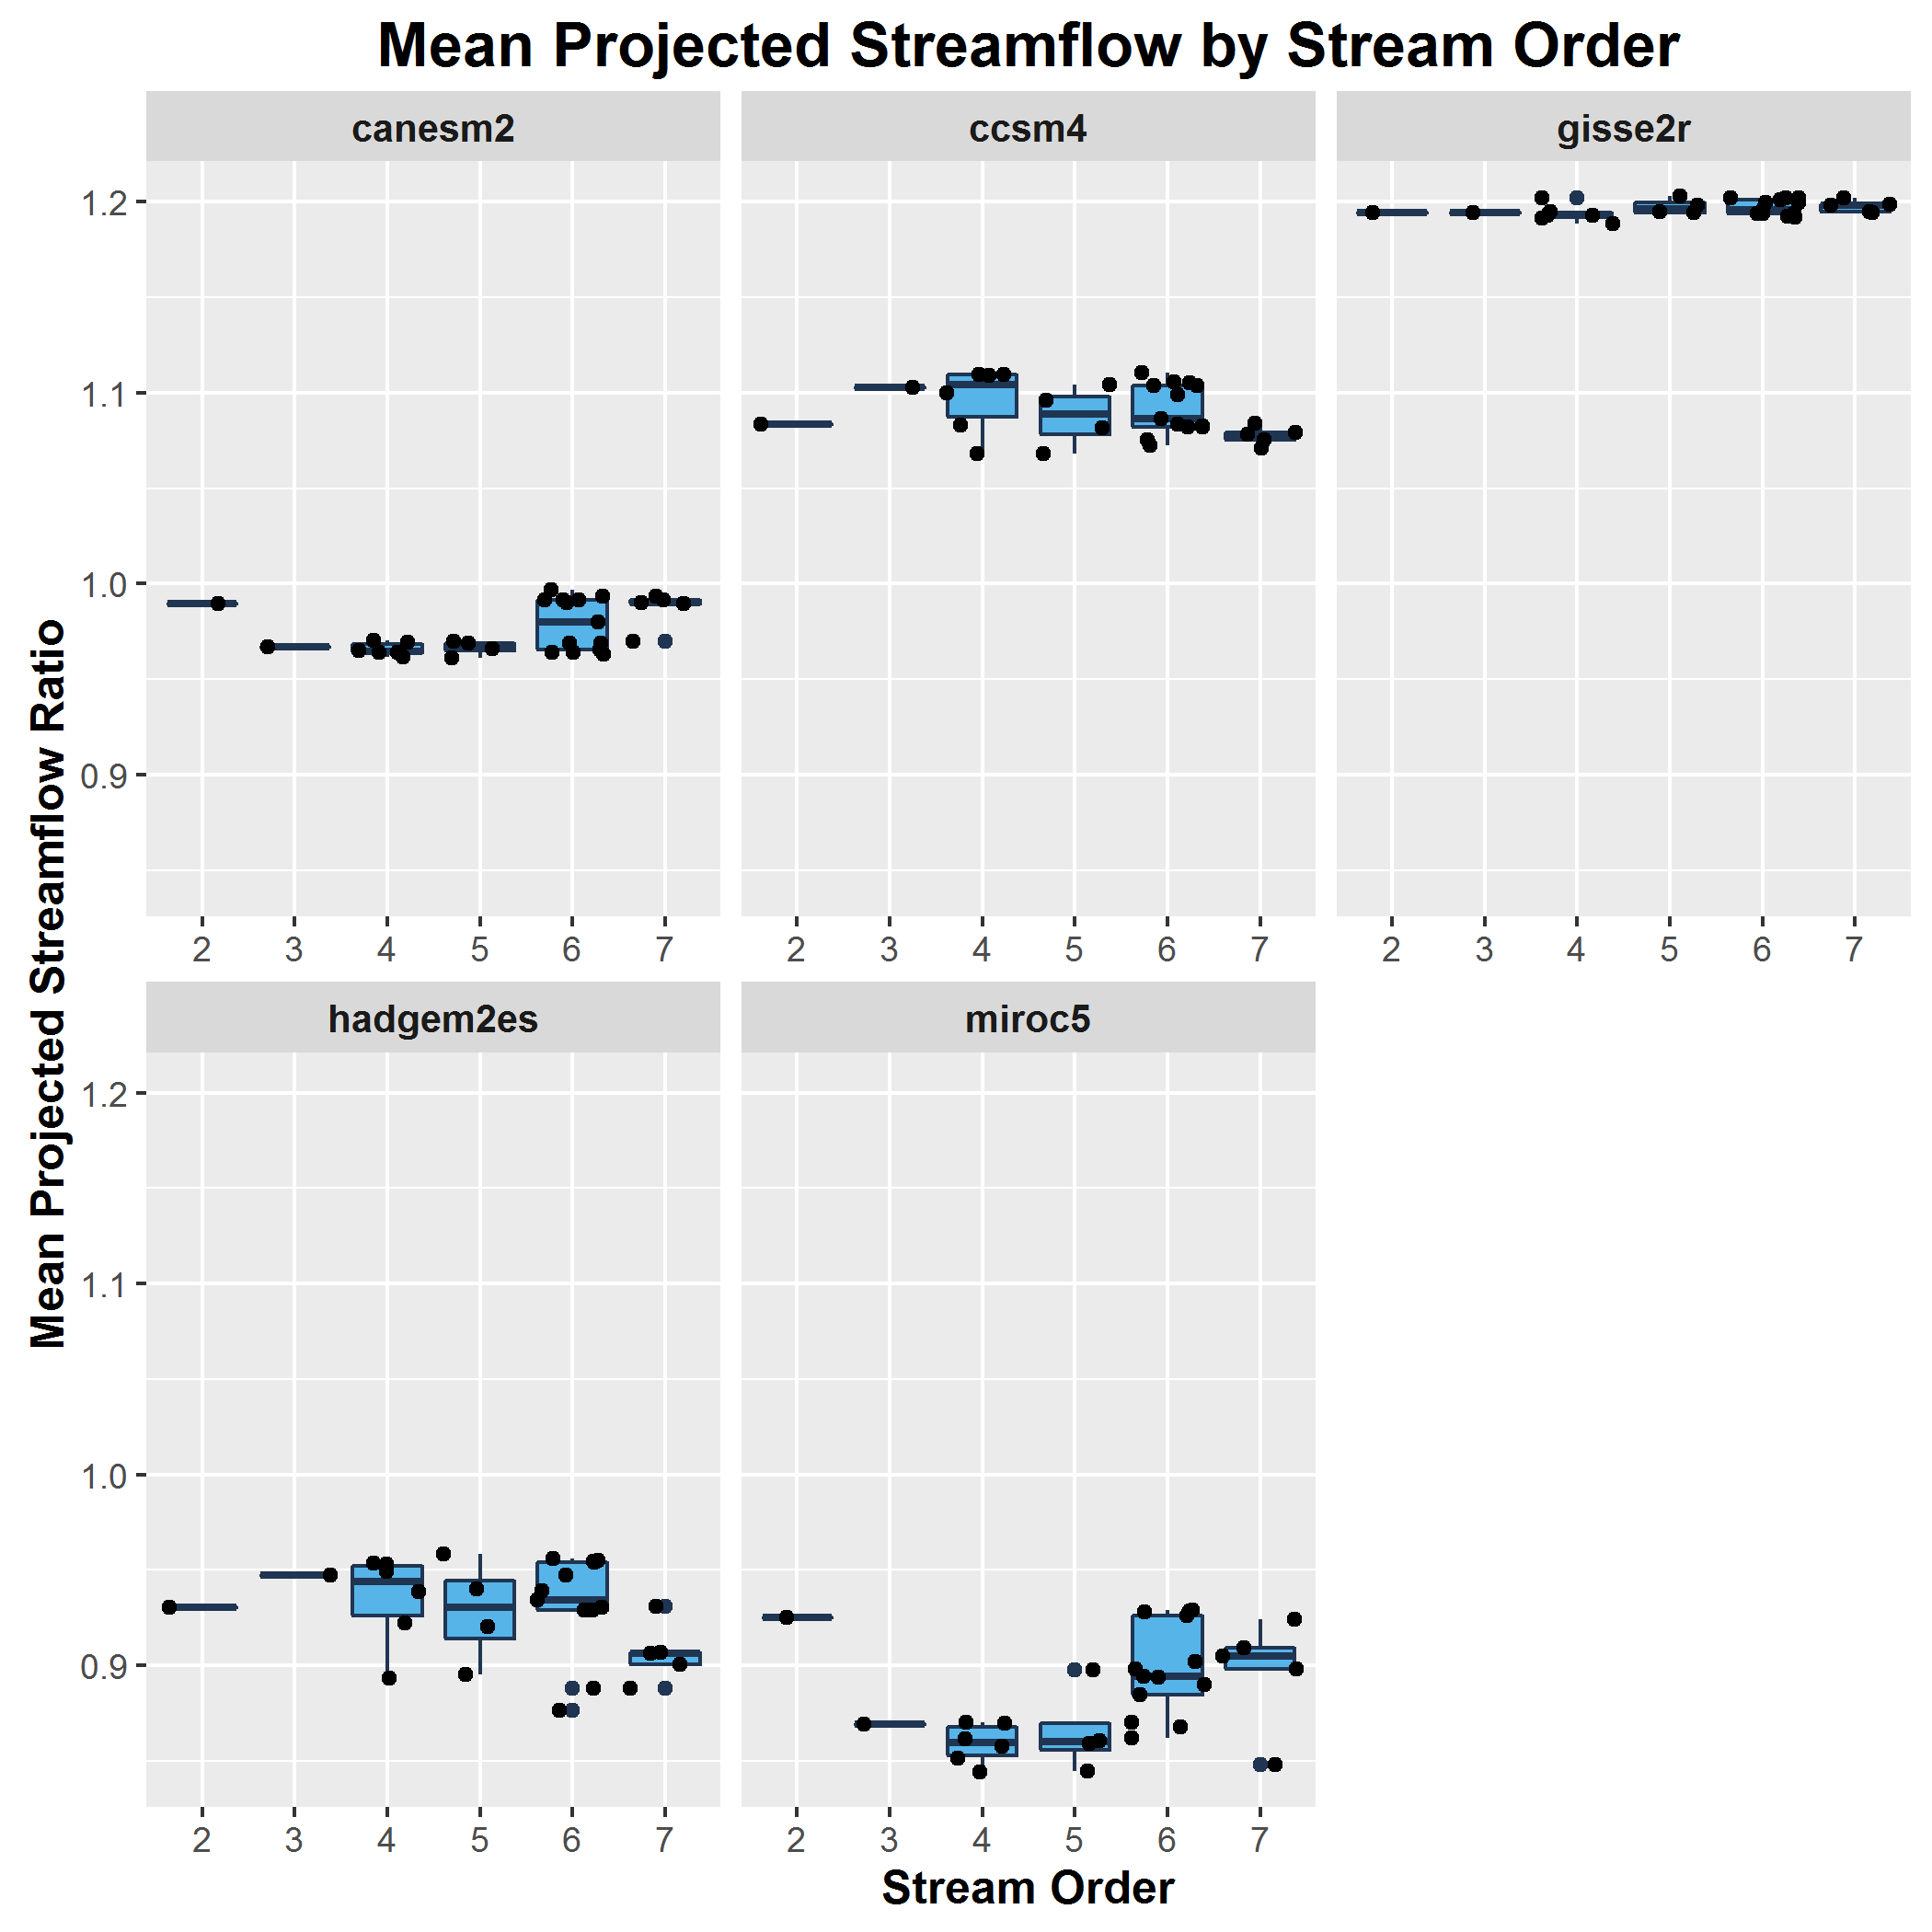 Mean Projected Streamflow by Stream Order
canesm2
ccsm4
gisse2r
1.2
1.1
1.0
0.9
2 3 4 5 6 7
2 3 4 5 6 7
2 3 4 5 6 7
Mean Projected Streamflow Ratio
hadgem2es
miroc5
1.2
1.1
1.0
0.9
2 3 4 5 6 7
2 3 4 5 6 7
Stream Order